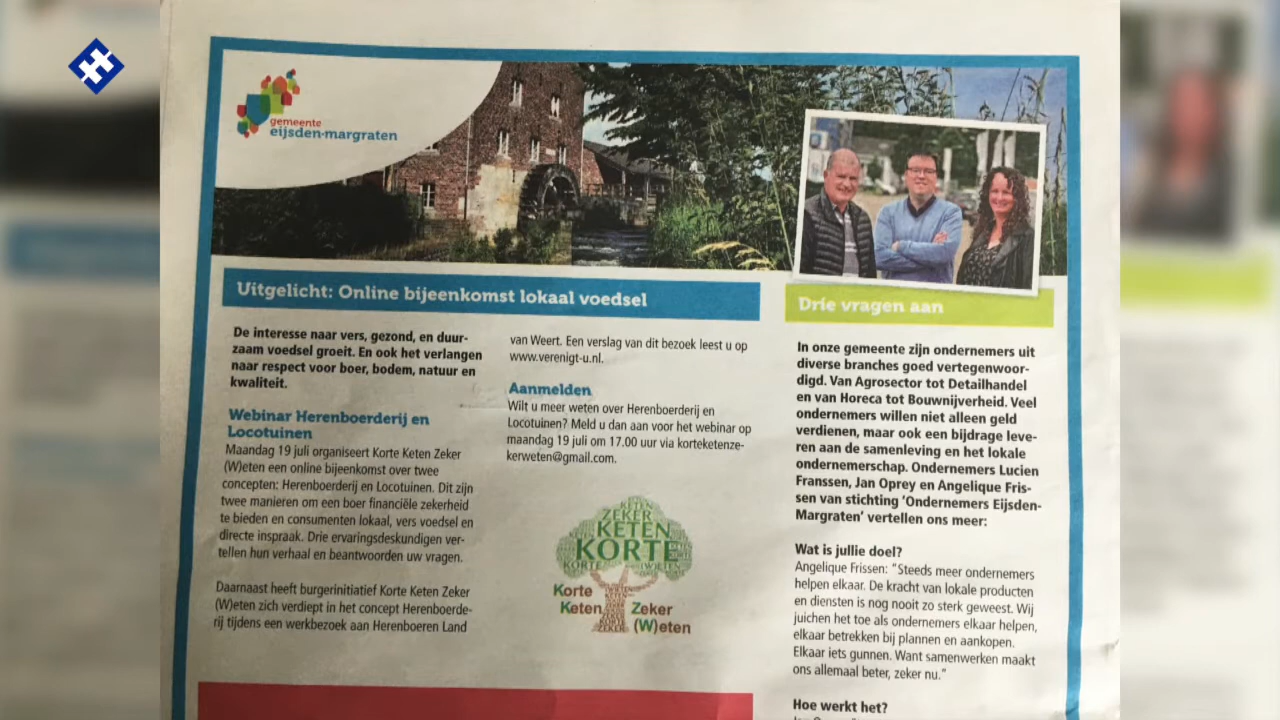 gemeente
eijsden-margraten
Uitgelicht: Online bijeenkomst lokaal voedsel
De interesse naar vers, gezond, en duur-
zaam voedsel groeit. En ook het verlangen
naar respect voor boer, bodem, natuur en
kwaliteit.
Webinar Herenboerderij en
Locotuinen
Maandag 19 juli organiseert Korte Keten Zeker
(W)eten een online bijeenkomst over twee
concepten: Herenboerderij en Locotuinen. Dit zijn
twee manieren om een boer financiële zekerheid
te bieden en consumenten lokaal, vers voedsel en
directe inspraak. Drie ervaringsdeskundigen ver-
tellen hun verhaal en beantwoorden uw vragen.
Daarnaast heeft burgerinitiatief Korte Keten Zeker
(W)eten zich verdiept in het concept Herenboerde-
rij tijdens een werkbezoek aan Herenboeren Land
van Weert. Een verslag van dit bezoek leest u op
www.verenigt-u.nl.
Aanmelden
Wilt u meer weten over Herenboerderij en
Locotuinen? Meld u dan aan voor het webinar op
maandag 19 juli om 17.00 uur via korteketenze-
kerweten@gmail.com.
KETEN
ZEKER
KETEN
KORTE
KORTE (W)ETEN
Korte
Keten Zeker
(W)eten
Drie vragen aan
In onze gemeente zijn ondernemers uit
diverse branches goed vertegenwoor-
digd. Van Agrosector tot Detailhandel
en van Horeca tot Bouwnijverheid. Veel
ondernemers willen niet alleen geld
verdienen, maar ook een bijdrage leve-
ren aan de samenleving en het lokale
ondernemerschap. Ondernemers Lucien
Franssen, Jan Oprey en Angelique Fris-
sen van stichting 'Ondernemers Eijsden-
Margraten' vertellen ons meer:
Wat is jullie doel?
Angelique Frissen: "Steeds meer ondernemers
helpen elkaar. De kracht van lokale producten
en diensten is nog nooit zo sterk geweest. Wij
juichen het toe als ondernemers elkaar helpen,
elkaar betrekken bij plannen en aankopen.
Elkaar iets gunnen. Want samenwerken maakt
ons allemaal beter, zeker nu."
Hoe werkt het?